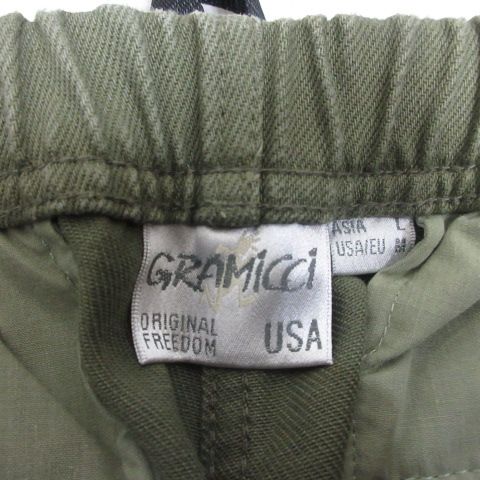 GRAMiCCi
ORIGINAL
FREEDOM
USA
ASIA L
USA/EU M